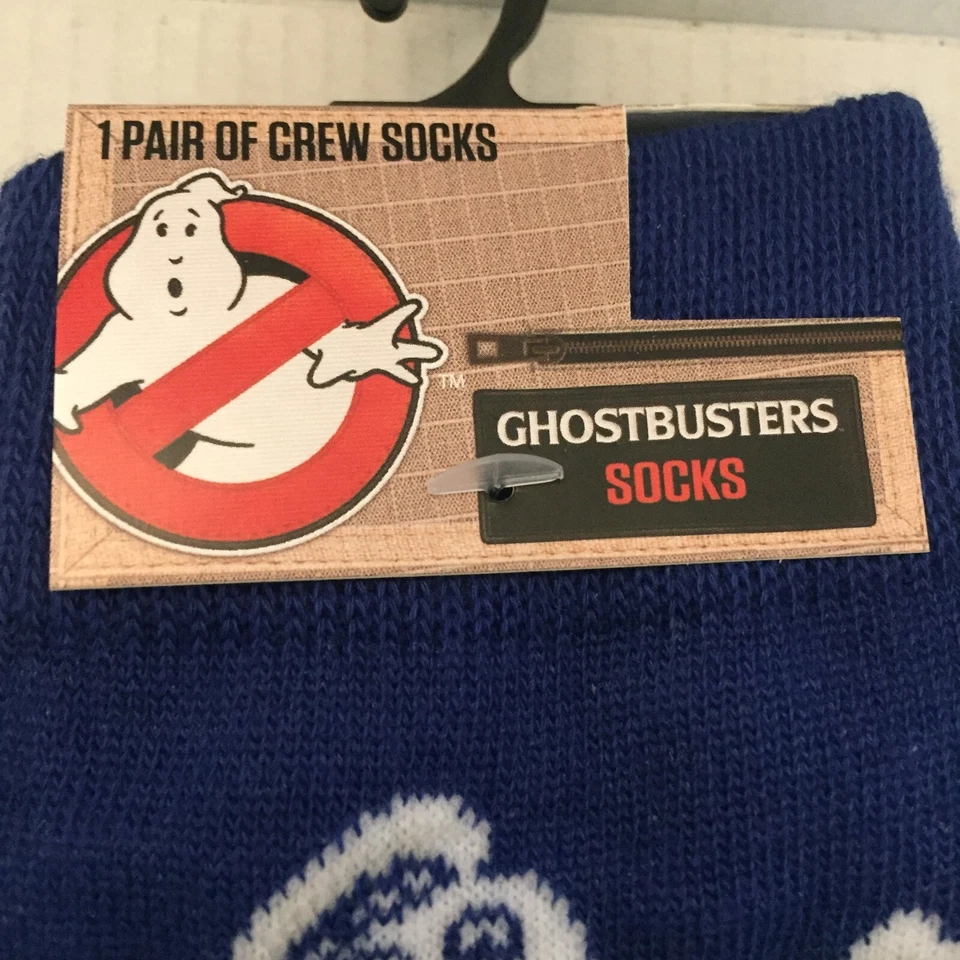 1 PAIR OF CREW SOCKS
TM
GHOSTBUSTERS
SOCKS